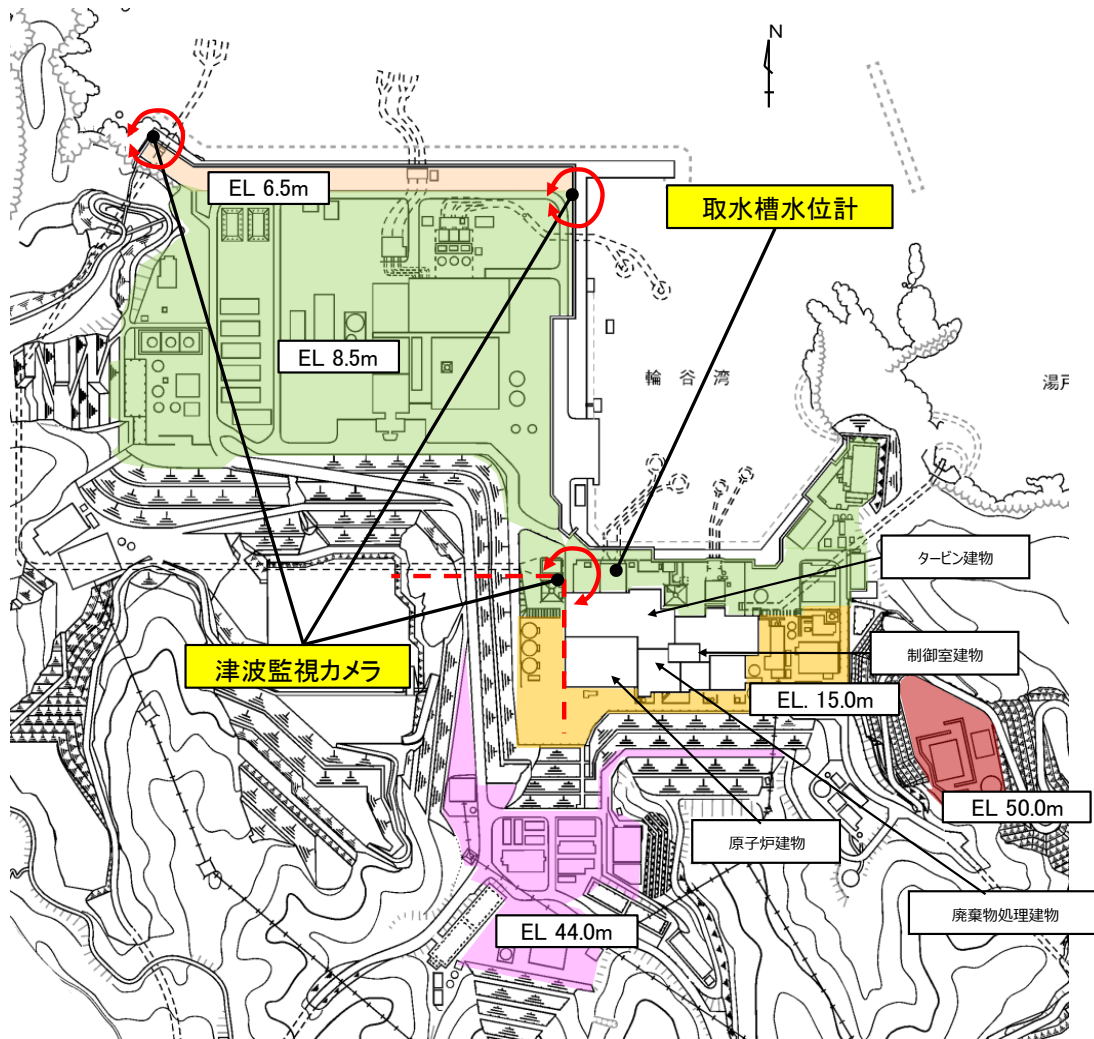 N
EL 6.5m
取水槽水位計
EL 8.5m
輪谷湾
湯戸
タービン建物
制御室建物
津波監視カメラ
EL. 15.0m
EL 50.0m
原子炉建物
廃棄物処理建物
EL 44.0m